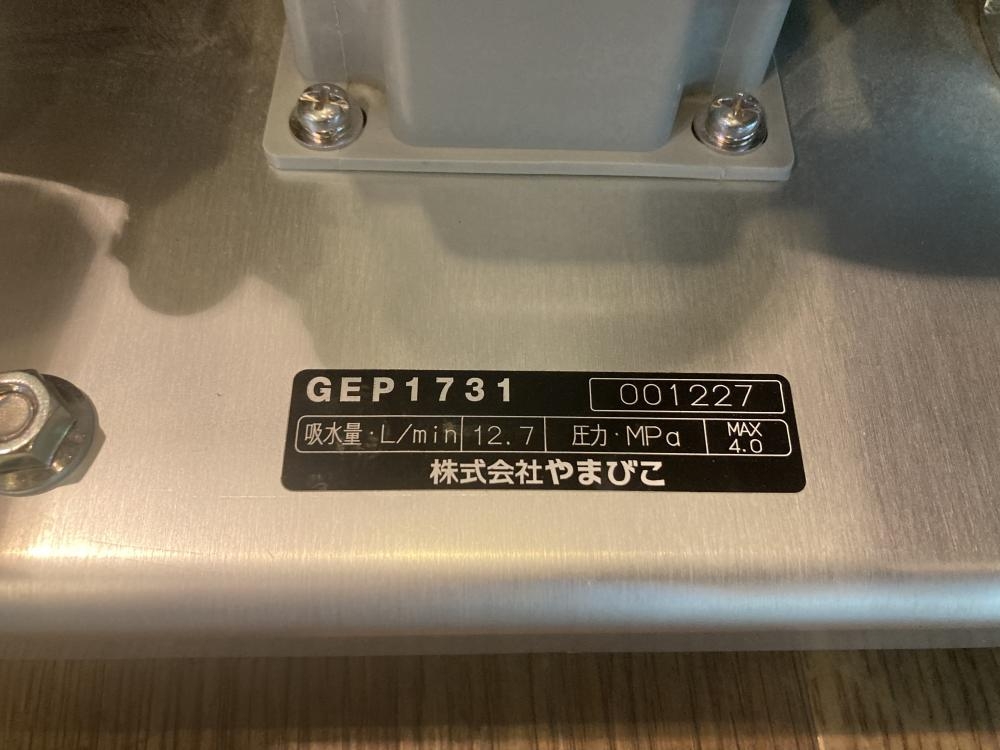 GEP1731 001227
吸水量・L/min 12.7 圧力・MPa MAX 4.0
株式会社やまびこ